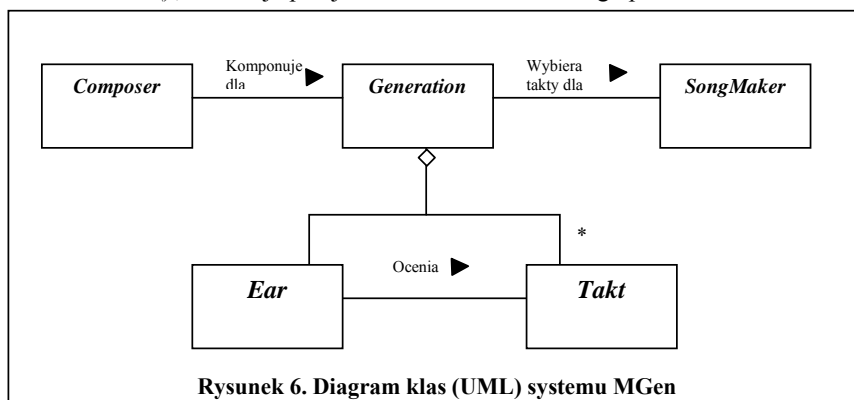 Komponuje
dla
Wybiera
takty dla
Composer
Generation
SongMaker
*
Ocenia
Ear
Takt
Rysunek 6. Diagram klas (UML) systemu MGen